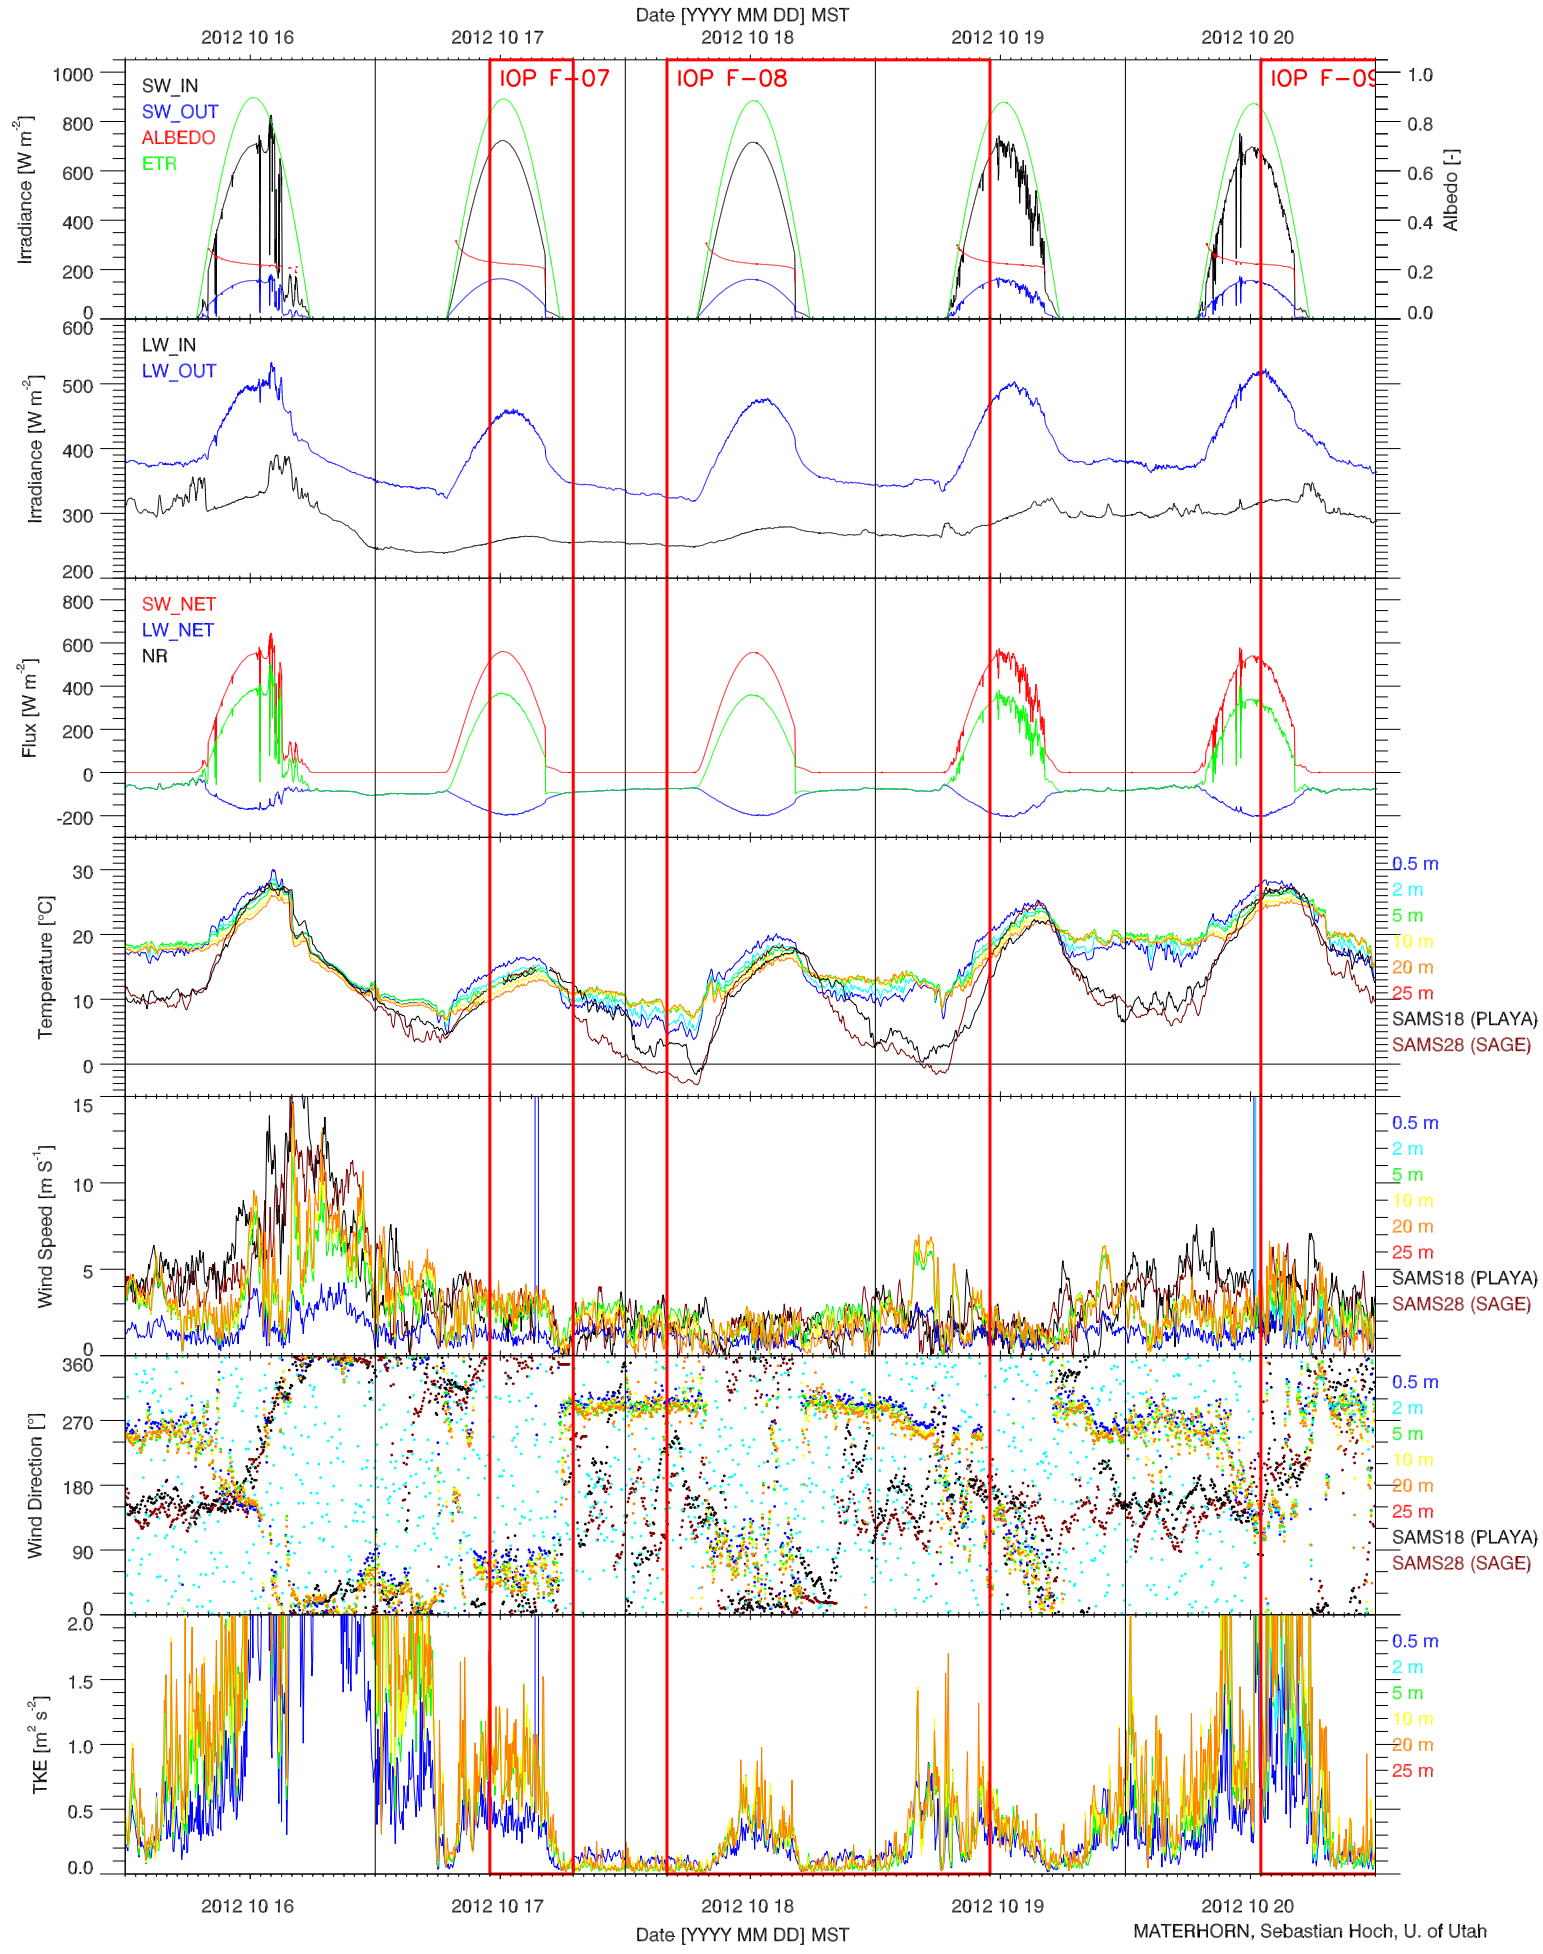 Date [YYYY MM DD] MST
2012 10 16 2012 10 17 2012 10 18 2012 10 19 2012 10 20
IOP F-07 IOP F-08 IOP F-09
SW_IN
SW_OUT
ALBEDO
ETR
Irradiance [W m-2]
1000
800
600
400
200
0
Albedo [-]
1.0
0.8
0.6
0.4
0.2
0.0
LW_IN
LW_OUT
Irradiance [W m-2]
600
500
400
300
200
SW_NET
LW_NET
NR
Flux [W m-2]
800
600
400
200
0
-200
Temperature [°C]
30
20
10
0
0.5 m
2 m
5 m
10 m
20 m
25 m
SAMS18 (PLAYA)
SAMS28 (SAGE)
Wind Speed [m s-1]
15
10
5
0
0.5 m
2 m
5 m
10 m
20 m
25 m
SAMS18 (PLAYA)
SAMS28 (SAGE)
Wind Direction [°]
360
270
180
90
0
0.5 m
2 m
5 m
10 m
20 m
25 m
SAMS18 (PLAYA)
SAMS28 (SAGE)
TKE [m2 s-2]
2.0
1.5
1.0
0.5
0.0
0.5 m
2 m
5 m
10 m
20 m
25 m
2012 10 16 2012 10 17 2012 10 18 2012 10 19 2012 10 20
Date [YYYY MM DD] MST
MATERHORN, Sebastian Hoch, U. of Utah